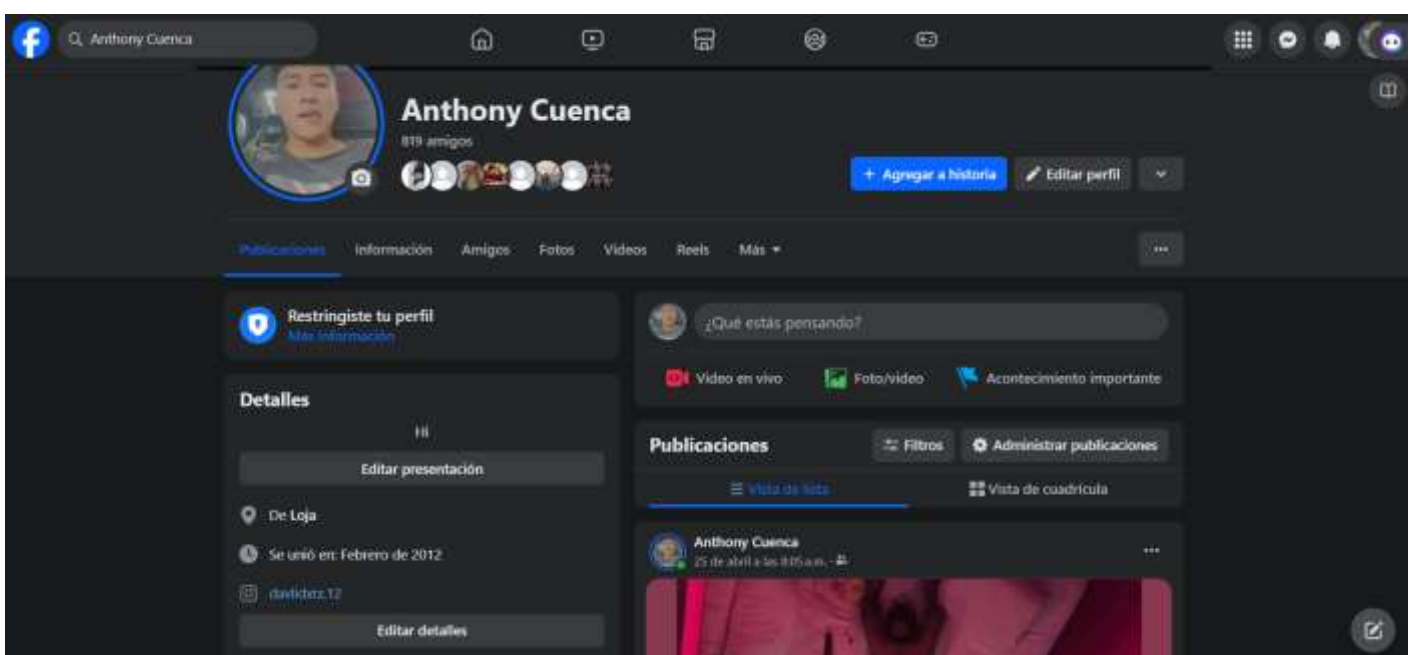 Anthony Cuenca
Anthony Cuenca
819 amigos
+ Agregar a historia
Editar perfil
Publicaciones
Información
Amigos
Fotos
Videos
Reels
Más
Restringiste tu perfil
Más información
¿Qué estás pensando?
Video en vivo
Foto/video
Acontecimiento importante
Detalles
Hi
Editar presentación
De Loja
Se unió en: Febrero de 2012
Editar detalles
Publicaciones
Filtros
Administrar publicaciones
Vista de lista
Vista de cuadrícula
Anthony Cuenca
25 de abril a las 8:05 a.m.